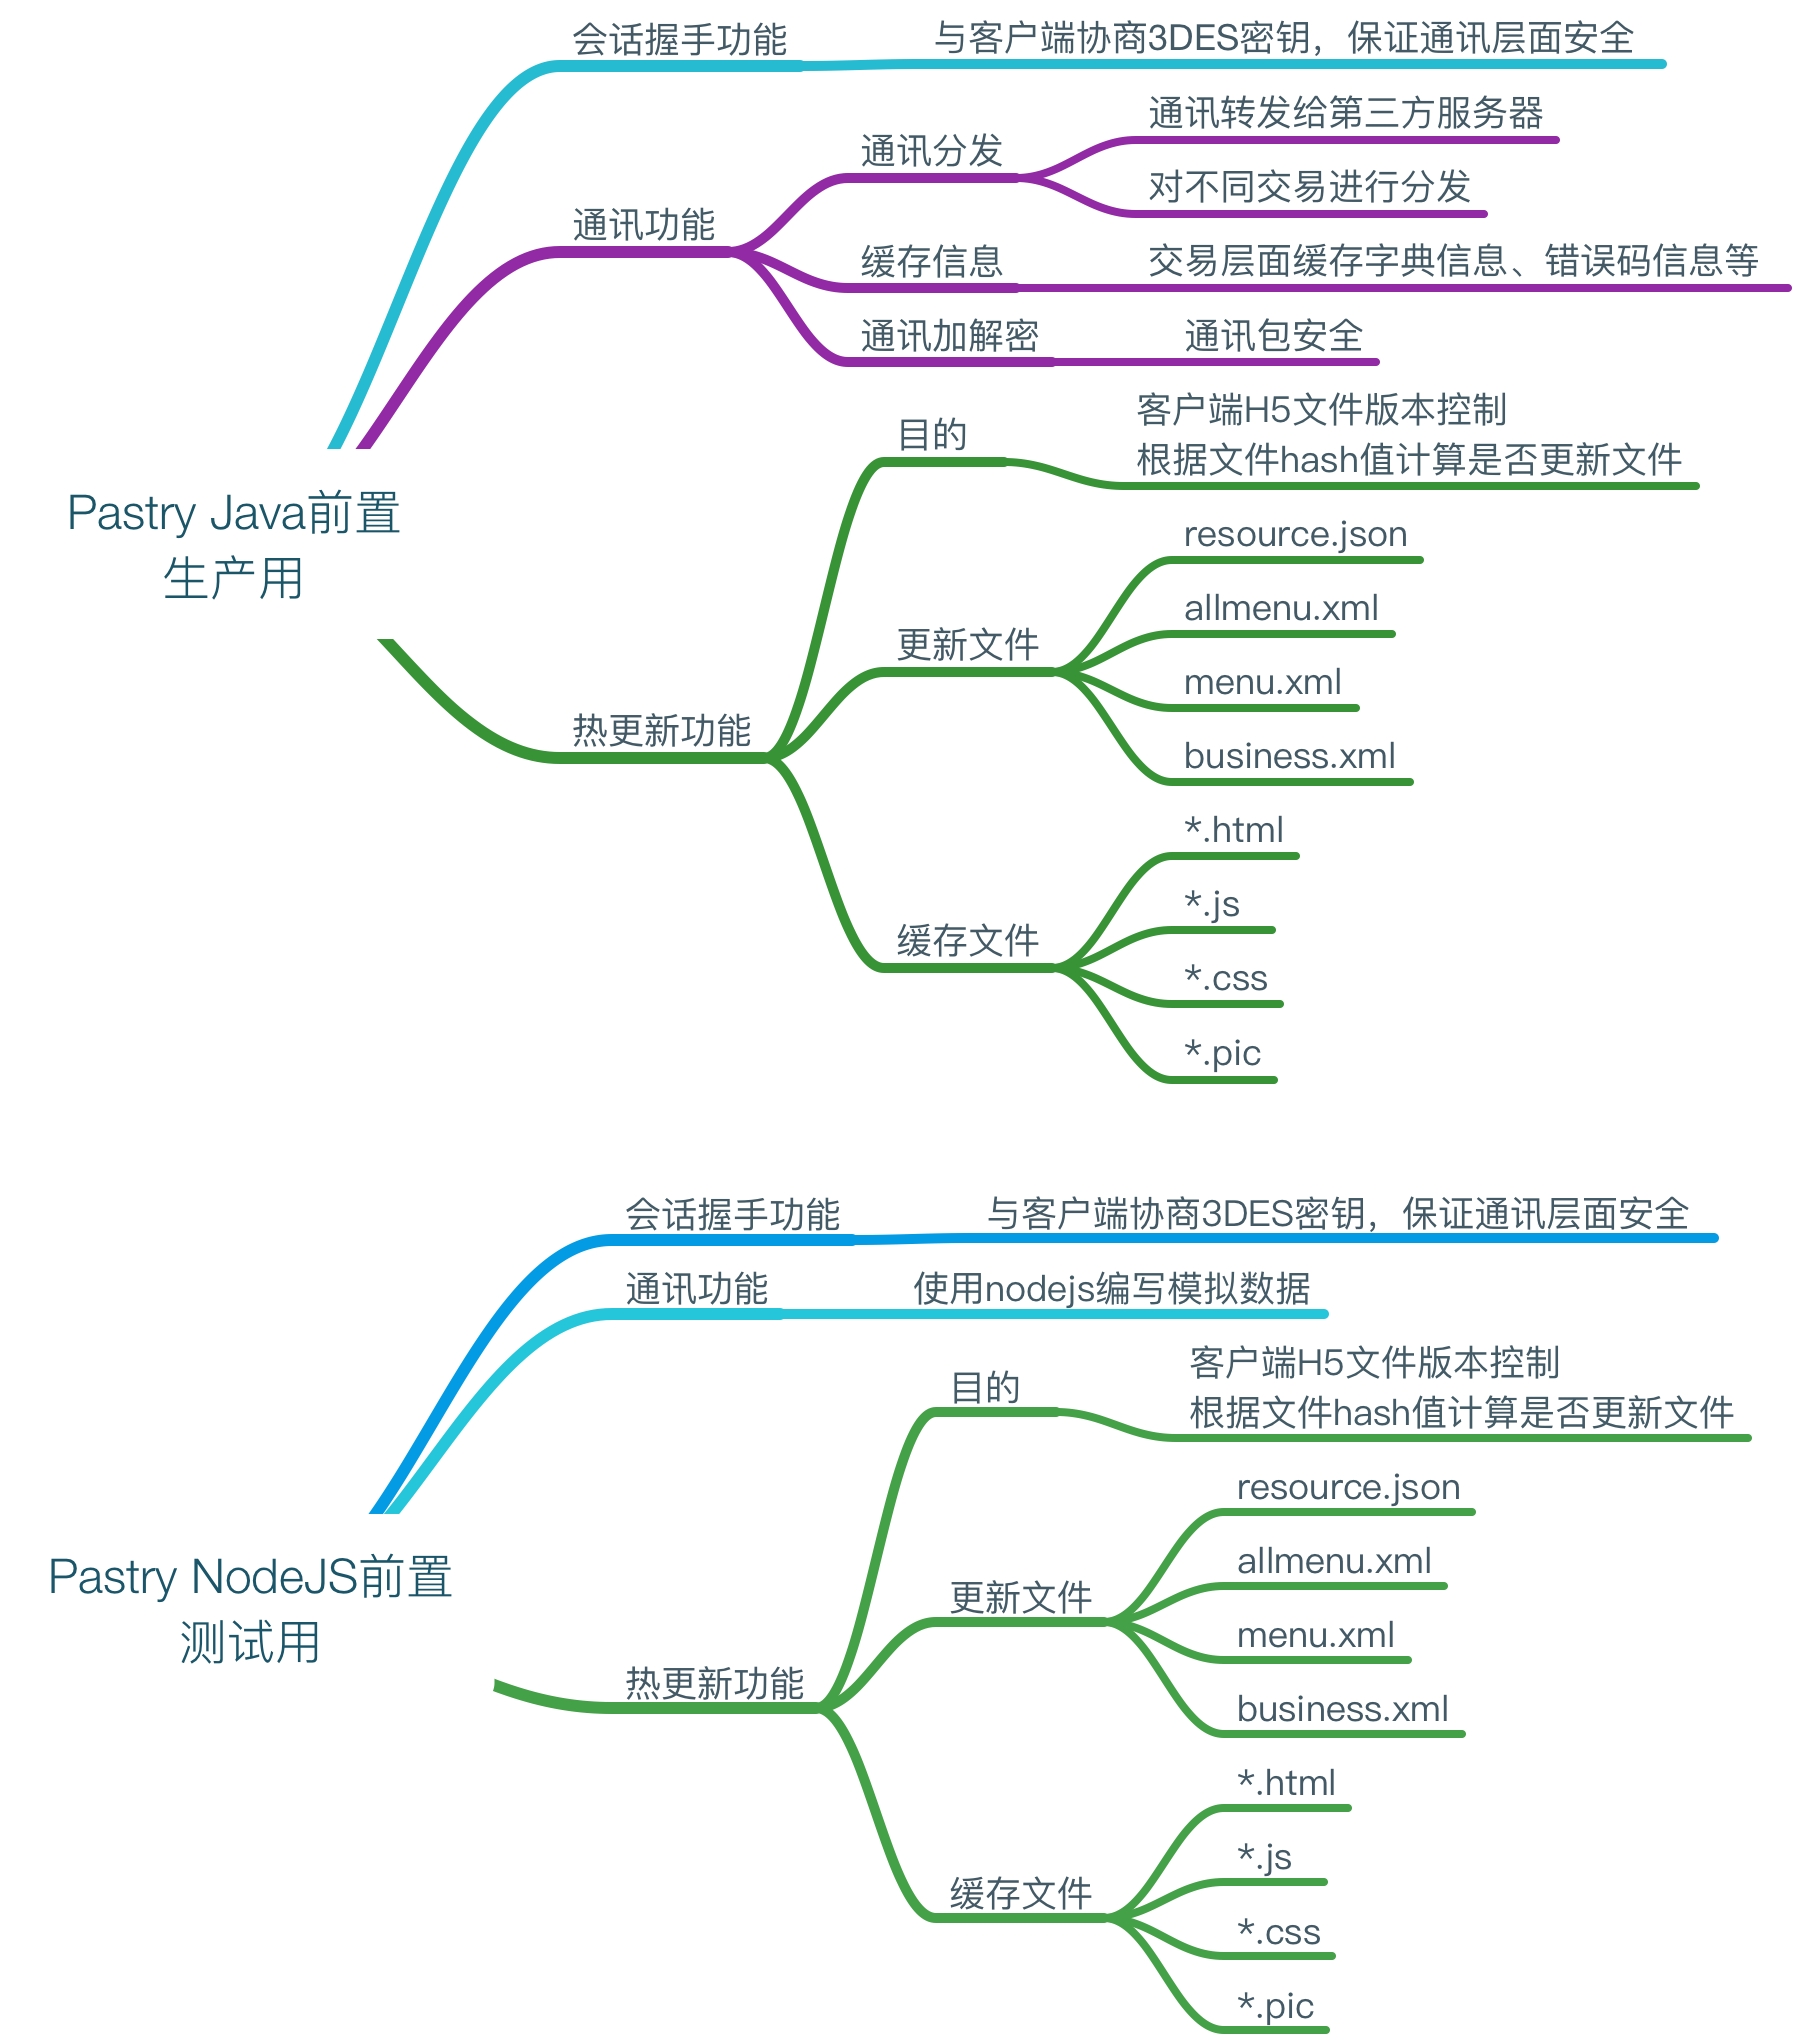 Pastry Java前置
生产用
会话握手功能
与客户端协商3DES密钥，保证通讯层面安全
通讯功能
通讯分发
通讯转发给第三方服务器
对不同交易进行分发
缓存信息
交易层面缓存字典信息、错误码信息等
通讯加解密
通讯包安全
热更新功能
目的
客户端H5文件版本控制
根据文件hash值计算是否更新文件
更新文件
resource.json
allmenu.xml
menu.xml
business.xml
缓存文件
*.html
*.js
*.css
*.pic
Pastry NodeJS前置
测试用
会话握手功能
与客户端协商3DES密钥，保证通讯层面安全
通讯功能
使用nodejs编写模拟数据
热更新功能
目的
客户端H5文件版本控制
根据文件hash值计算是否更新文件
更新文件
resource.json
allmenu.xml
menu.xml
business.xml
缓存文件
*.html
*.js
*.css
*.pic